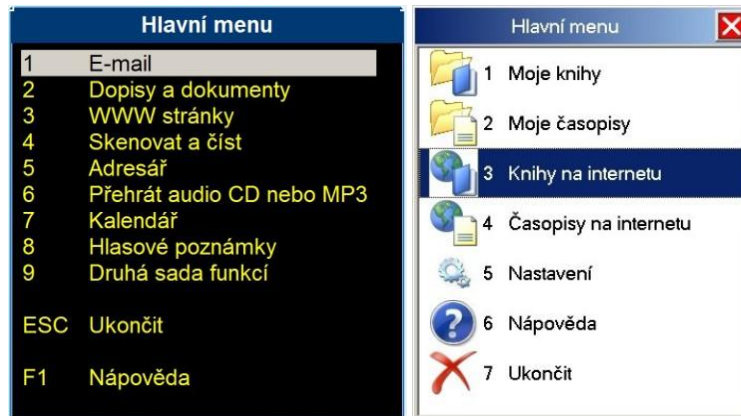 Hlavní menu
1 E-mail
2 Dopisy a dokumenty
3 WWW stránky
4 Skenovat a číst
5 Adresář
6 Přehrát audio CD nebo MP3
7 Kalendář
8 Hlasové poznámky
9 Druhá sada funkcí
ESC Ukončit
F1 Nápověda
Hlavní menu
1 Moje knihy
2 Moje časopisy
3 Knihy na internetu
4 Časopisy na internetu
5 Nastavení
6 Nápověda
7 Ukončit